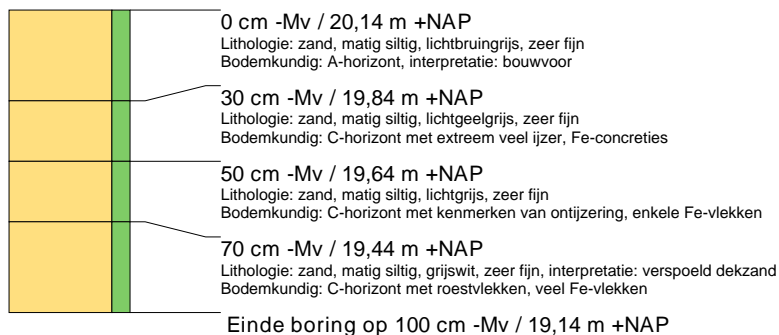 0 cm -Mv / 20,14 m +NAP
Lithologie: zand, matig siltig, lichtbruingrijs, zeer fijn
Bodemkundig: A-horizont, interpretatie: bouwvoor
30 cm -Mv / 19,84 m +NAP
Lithologie: zand, matig siltig, lichtgeelgrijs, zeer fijn
Bodemkundig: C-horizont met extreem veel ijzer, Fe-concreties
50 cm -Mv / 19,64 m +NAP
Lithologie: zand, matig siltig, lichtgrijs, zeer fijn
Bodemkundig: C-horizont met kenmerken van ontijzering, enkele Fe-vlekken
70 cm -Mv / 19,44 m +NAP
Lithologie: zand, matig siltig, grijswit, zeer fijn, interpretatie: verspoeld dekzand
Bodemkundig: C-horizont met roestvlekken, veel Fe-vlekken
Einde boring op 100 cm -Mv / 19,14 m +NAP